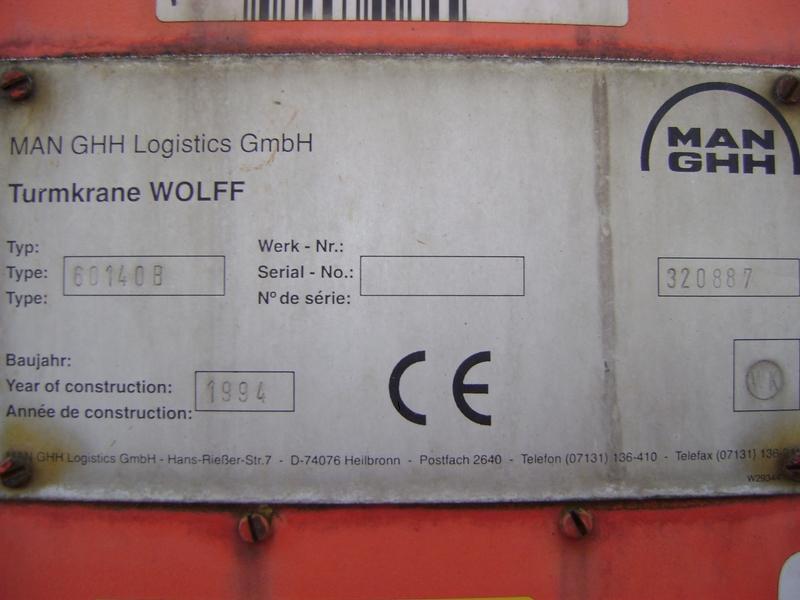 MAN GHH Logistics GmbH
MAN
GHH
Turmkrane WOLFF
Typ:
Type: 60140B
Type:
Werk - Nr.:
Serial - No.:
N° de série:
320887
Baujahr:
Year of construction: 1994
Année de construction:
CE
WK
MAN GHH Logistics GmbH - Hans-Rießer-Str.7 - D-74076 Heilbronn - Postfach 2640 - Telefon (07131) 136-410 - Telefax (07131)